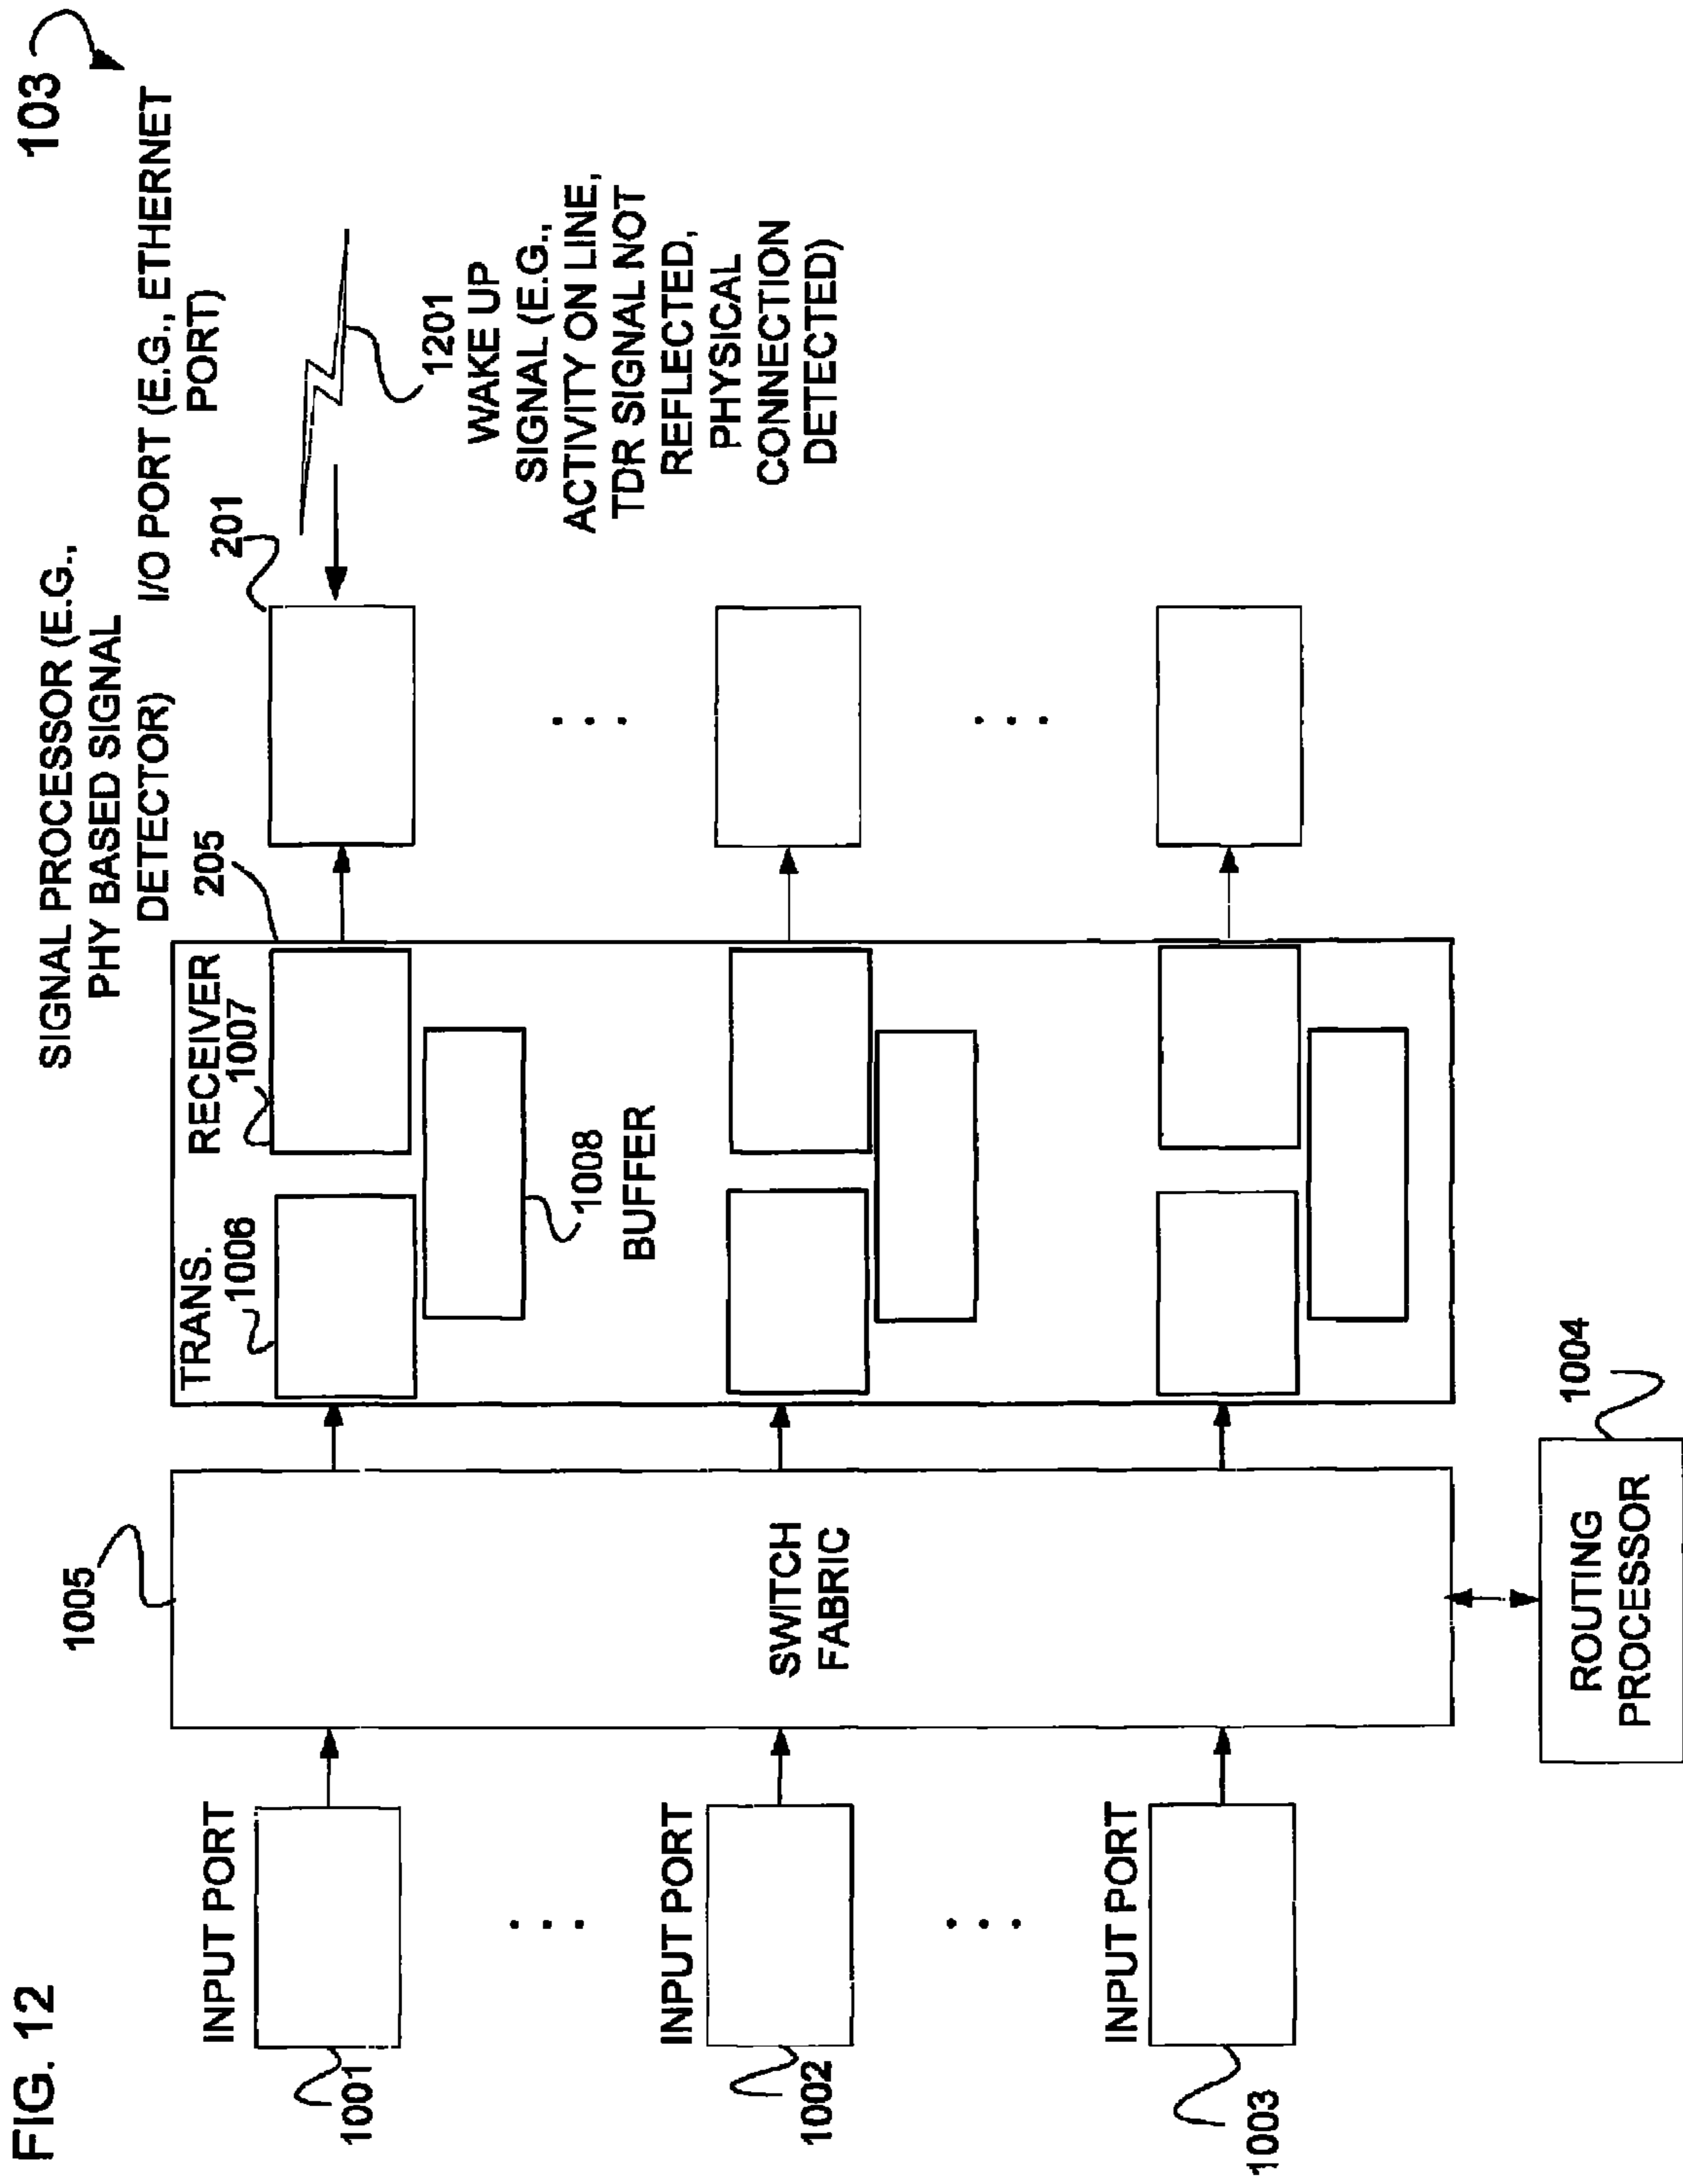 FIG. 12
103
SIGNAL PROCESSOR (E.G.,
PHY BASED SIGNAL
DETECTOR)
205
I/O PORT (E.G., ETHERNET
PORT)
201
1201
WAKE UP
SIGNAL (E.G.,
ACTIVITY ON LINE,
TDR SIGNAL NOT
REFLECTED,
PHYSICAL
CONNECTION
DETECTED)
INPUT PORT
1001
INPUT PORT
1002
INPUT PORT
1003
1005
SWITCH
FABRIC
TRANS.
1006
RECEIVER
1007
1008
BUFFER
ROUTING
PROCESSOR
1004